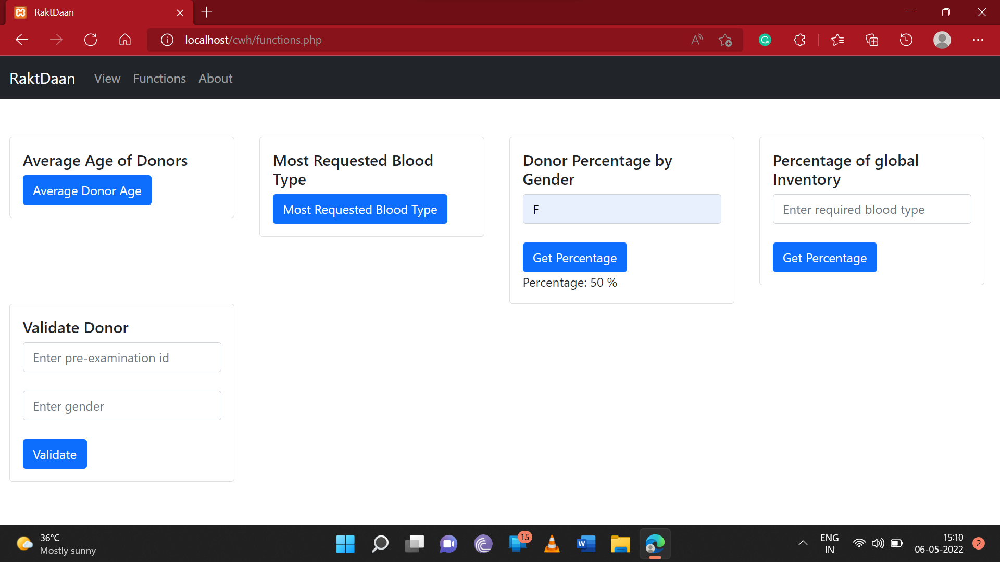 RaktDaan
localhost/cwh/functions.php
RaktDaan View Functions About
Average Age of Donors
Average Donor Age
Most Requested Blood
Type
Most Requested Blood Type
Donor Percentage by
Gender
F
Get Percentage
Percentage: 50 %
Percentage of global
Inventory
Enter required blood type
Get Percentage
Validate Donor
Enter pre-examination id
Enter gender
Validate
36°C
Mostly sunny
15
W
ENG
IN
15:10
06-05-2022
2